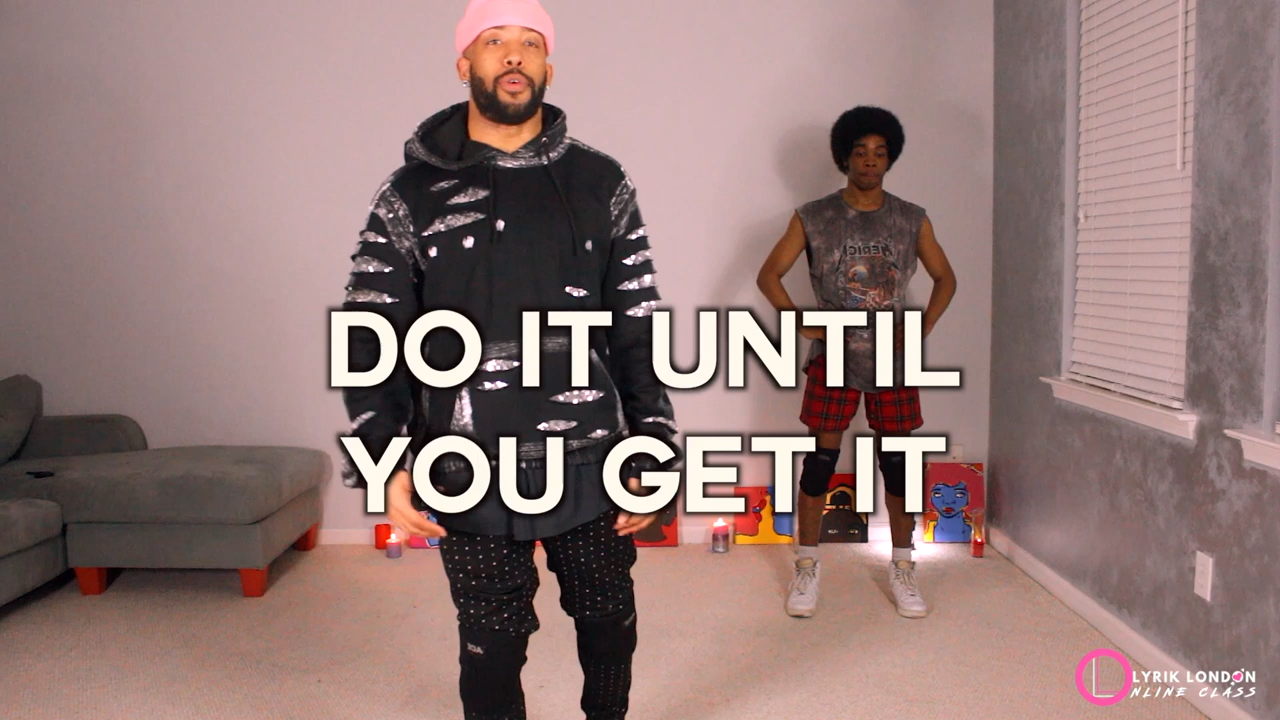 DO IT UNTIL
YOU GET IT
LYRIK LONDON
ONLINE CLASS